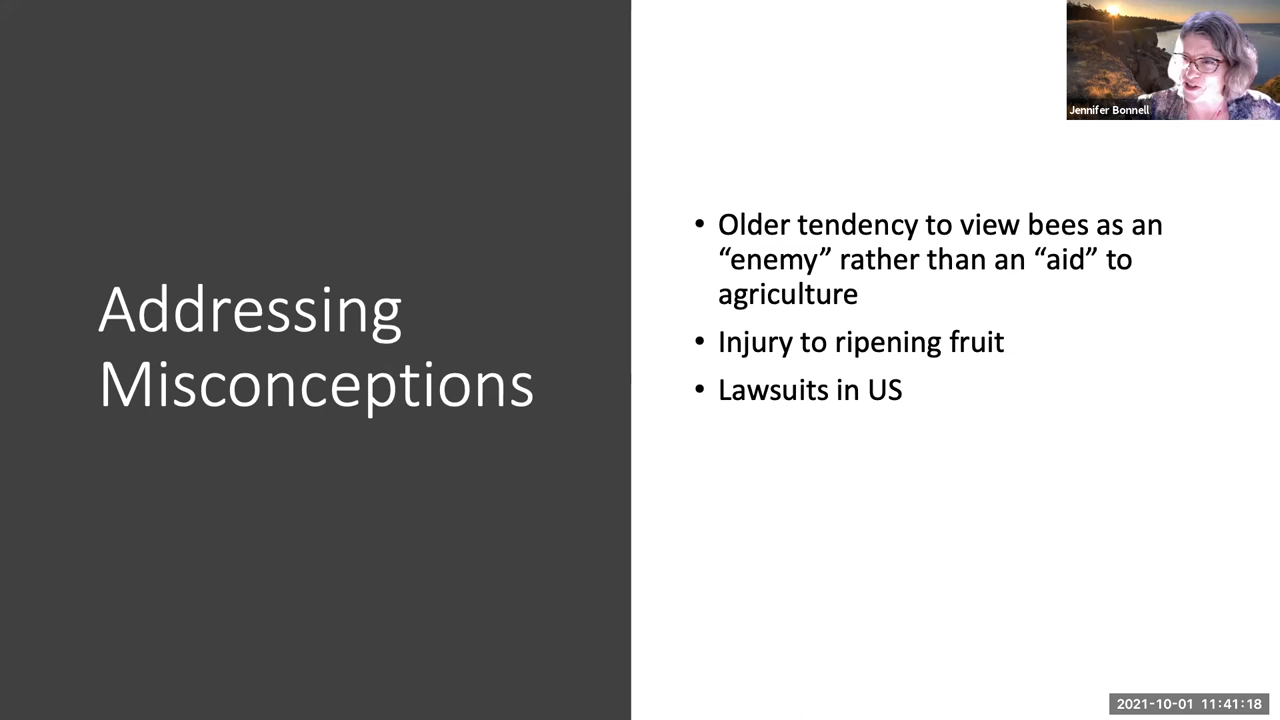 Jennifer Bonnell
Addressing
Misconceptions
• Older tendency to view bees as an
“enemy” rather than an “aid” to
agriculture
• Injury to ripening fruit
• Lawsuits in US
2021-10-01 11:41:18